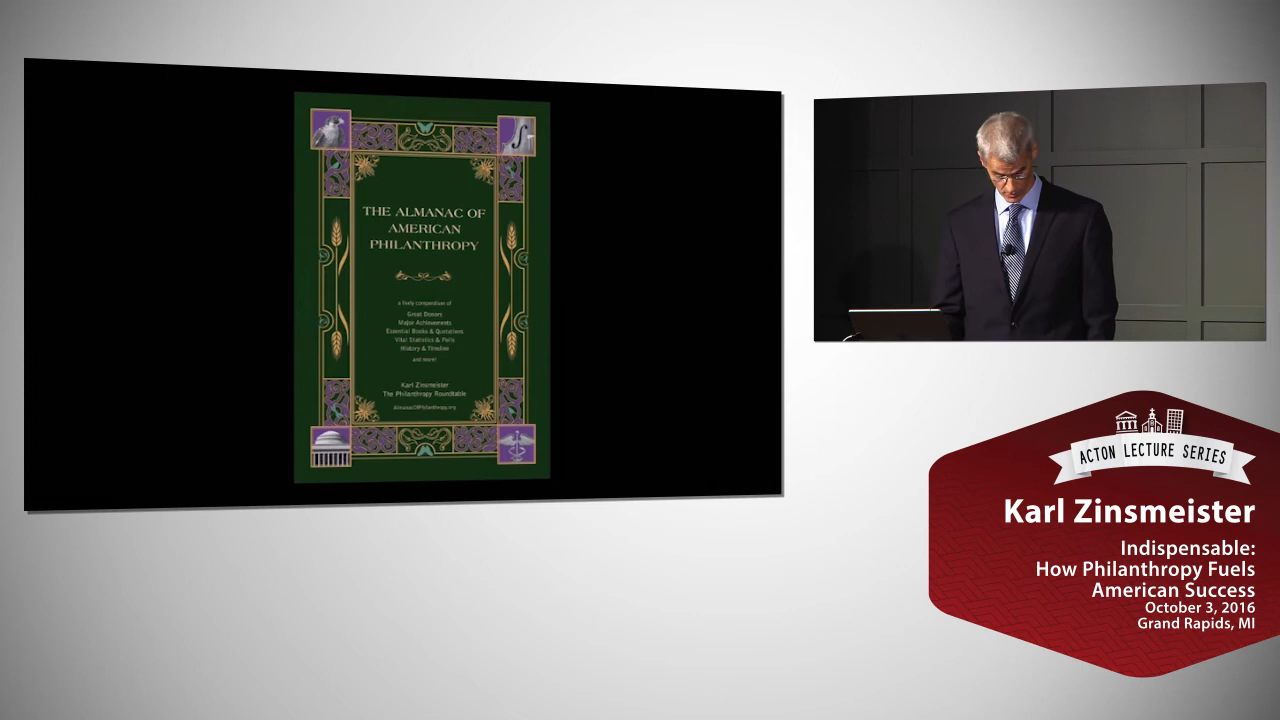 THE ALMANAC OF
AMERICAN
PHILANTHROPY
a lively compendium of
Great Donors
Major Achievements
Essential Books & Quotations
Vital Statistics & Polls
History & Timeline
and more!
Karl Zinsmeister
The Philanthropy Roundtable
AlmanacOfPhilanthropy.org
ACTON LECTURE SERIES
Karl Zinsmeister
Indispensable:
How Philanthropy Fuels
American Success
October 3, 2016
Grand Rapids, MI